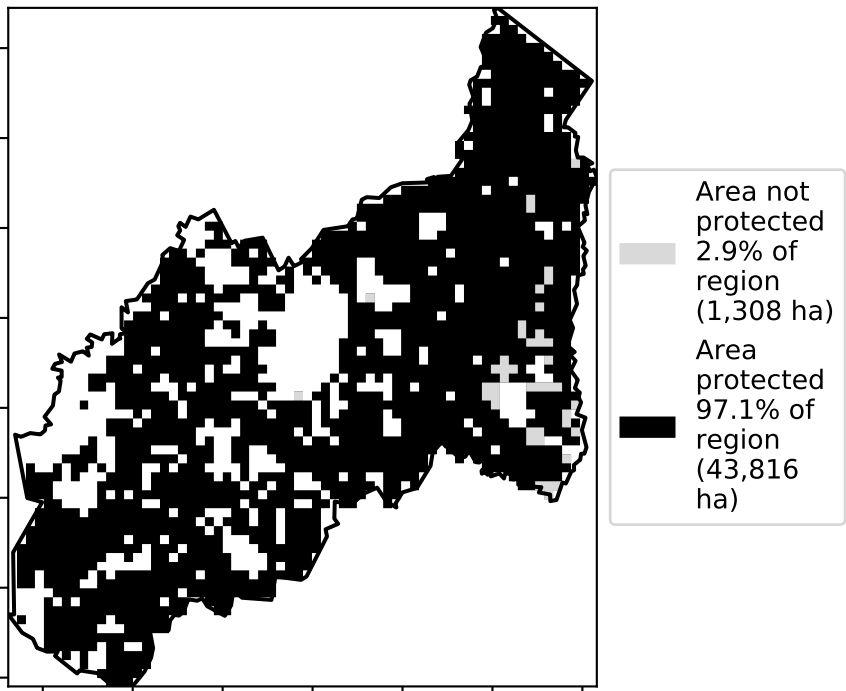 Area not
protected
2.9% of
region
(1,308 ha)
Area
protected
97.1% of
region
(43,816
ha)